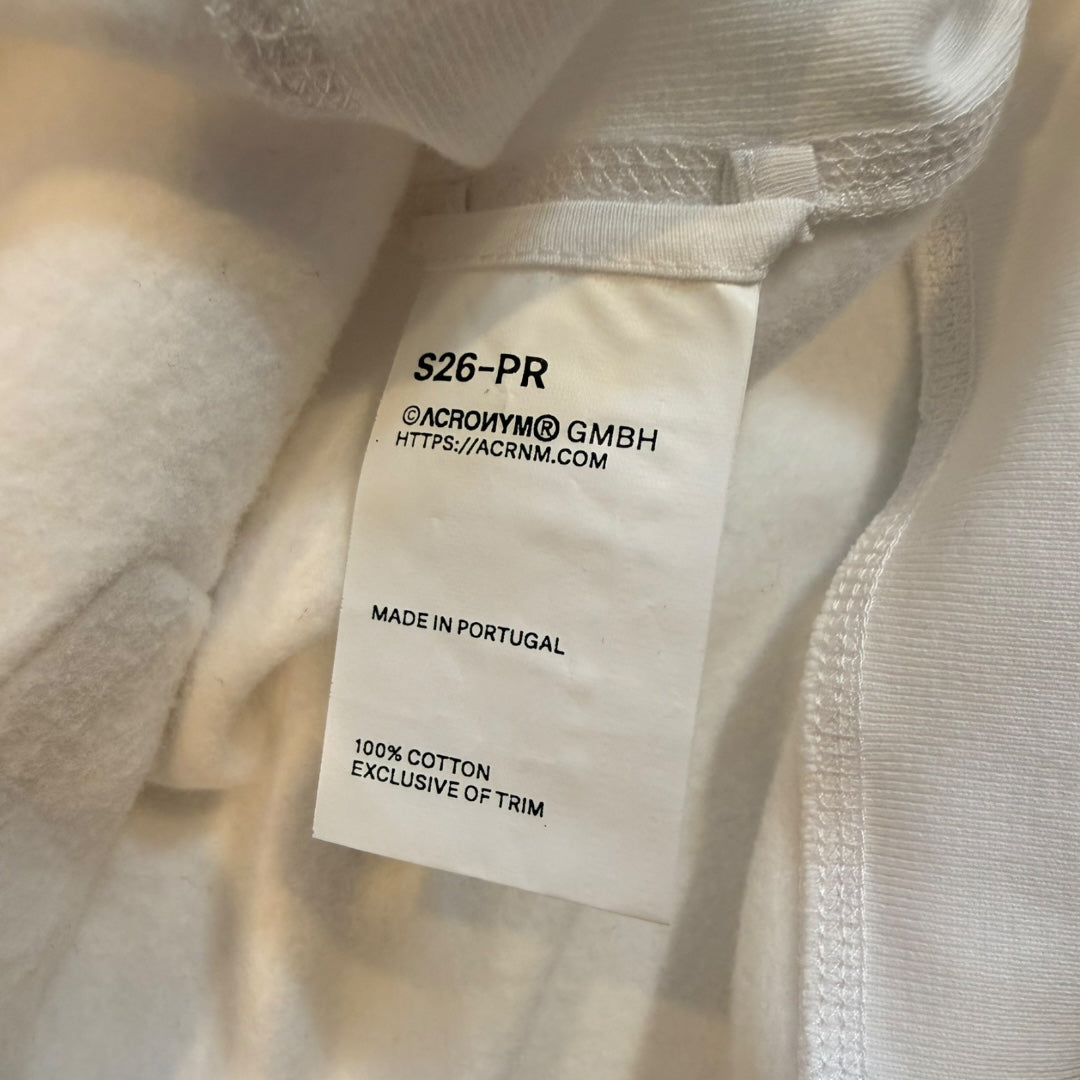 S26-PR
©ACRONYM® GMBH
HTTPS://ACRNM.COM
MADE IN PORTUGAL
100% COTTON
EXCLUSIVE OF TRIM